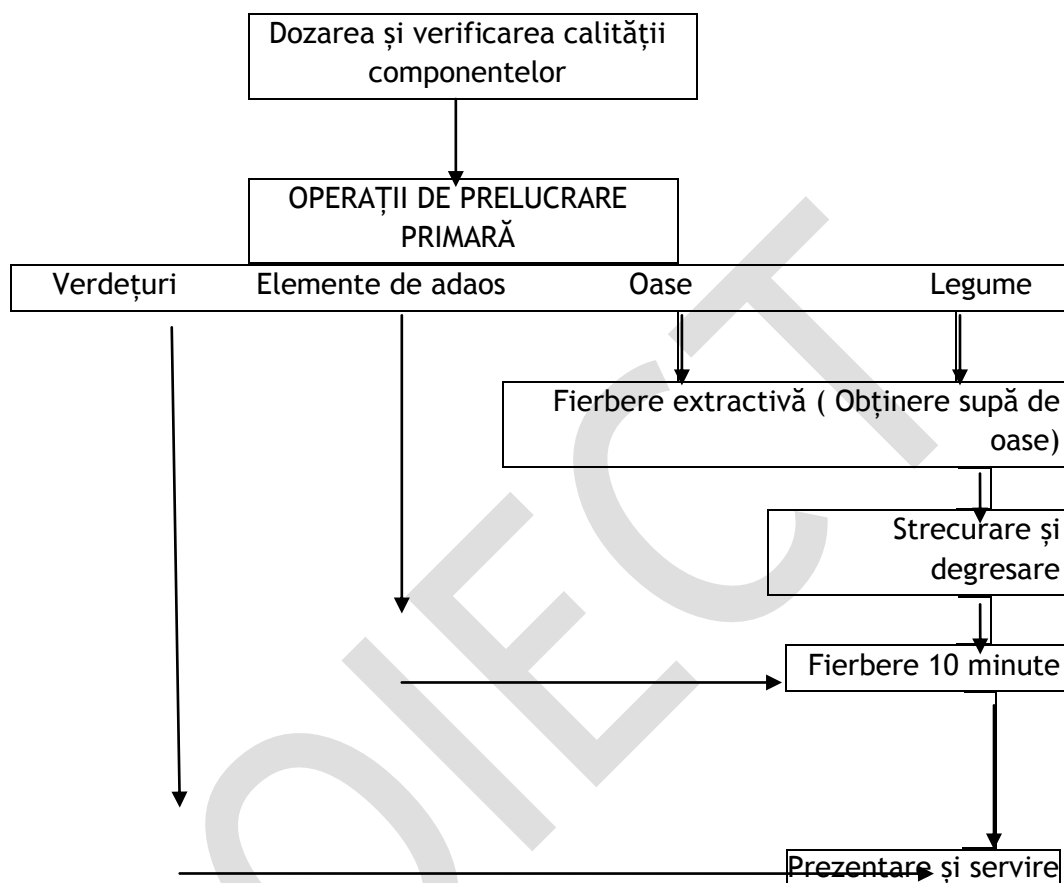 Dozarea și verificarea calității
componentelor
OPERAȚII DE PRELUCRARE
PRIMARĂ
Verdețuri Elemente de adaos Oase Legume
Fierbere extractivă ( Obținere supă de
oase)
Strecurare și
degresare
Fierbere 10 minute
Prezentare și servire
OIECT